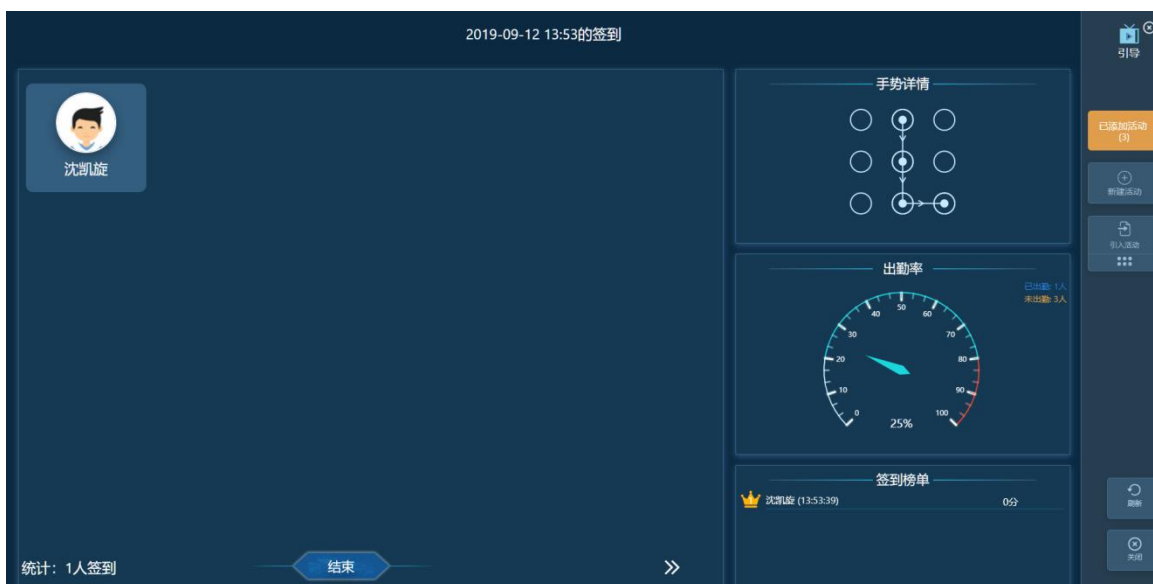 2019-09-12 13:53的签到
沈凯旋
统计：1人签到
结束
手势详情
出勤率
已出勤: 1人
未出勤: 3人
0
10
20
30
40
50
60
70
80
90
100
25%
签到榜单
沈凯旋 (13:53:39)
0分
引导
已添加活动
(3)
新建活动
引入活动
刷新
关闭